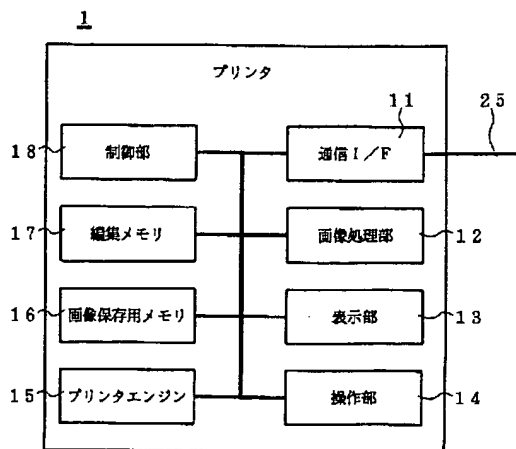 1
プリンタ
11
25
18
制御部
通信I/F
17
編集メモリ
画像処理部
12
16
画像保存用メモリ
表示部
13
15
プリンタエンジン
操作部
14